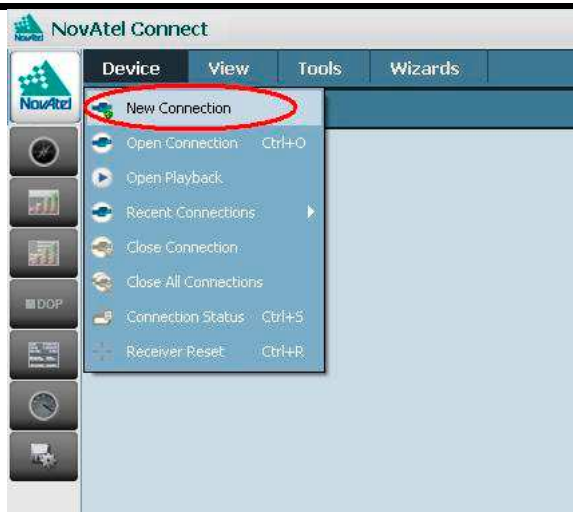 NovAtel Connect
Device View Tools Wizards
NovAtel
New Connection
Open Connection Ctrl+O
Open Playback
Recent Connections
Close Connection
Close All Connections
Connection Status Ctrl+S
Receiver Reset Ctrl+R
DOP